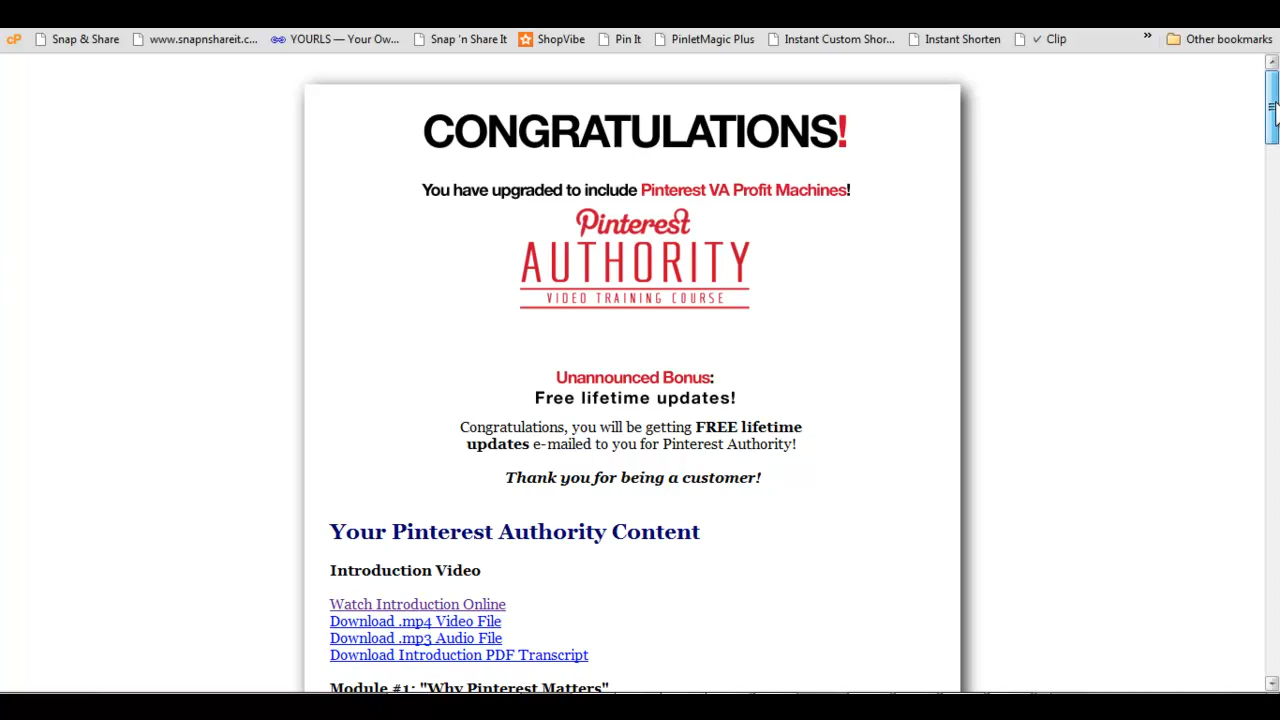 cP Snap & Share www.snapnshareit.c... YOURLS — Your Ow... Snap 'n Share It ShopVibe Pin It PinletMagic Plus Instant Custom Shor... Instant Shorten ✓ Clip » Other bookmarks
CONGRATULATIONS!
You have upgraded to include Pinterest VA Profit Machines!
Pinterest
AUTHORITY
VIDEO TRAINING COURSE
Unannounced Bonus:
Free lifetime updates!
Congratulations, you will be getting FREE lifetime
updates e-mailed to you for Pinterest Authority!
Thank you for being a customer!
Your Pinterest Authority Content
Introduction Video
Watch Introduction Online
Download .mp4 Video File
Download .mp3 Audio File
Download Introduction PDF Transcript
Module #1: "Why Pinterest Matters"